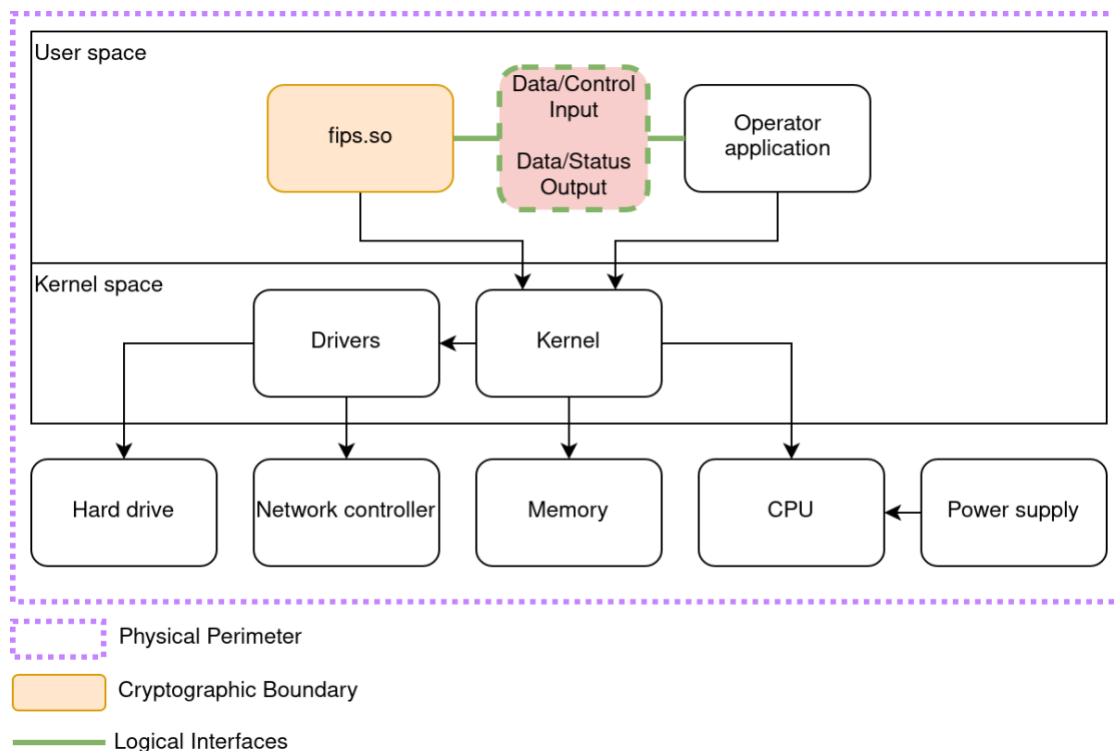 User space
fips.so
Data/Control
Input
Data/Status
Output
Operator
application
Kernel space
Drivers
Kernel
Hard drive
Network controller
Memory
CPU
Power supply
Physical Perimeter
Cryptographic Boundary
Logical Interfaces